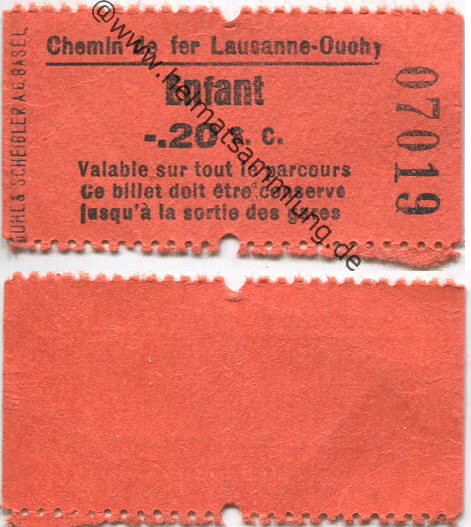 Chemin de fer Lausanne-Ouchy
Enfant
-.20 s. c.
Valable sur tout le parcours
Ce billet doit être conservé
jusqu'à la sortie des gares
07019
BÜHL & SCHEIBLER A.G. BASEL
@www.heimatsammlung.de